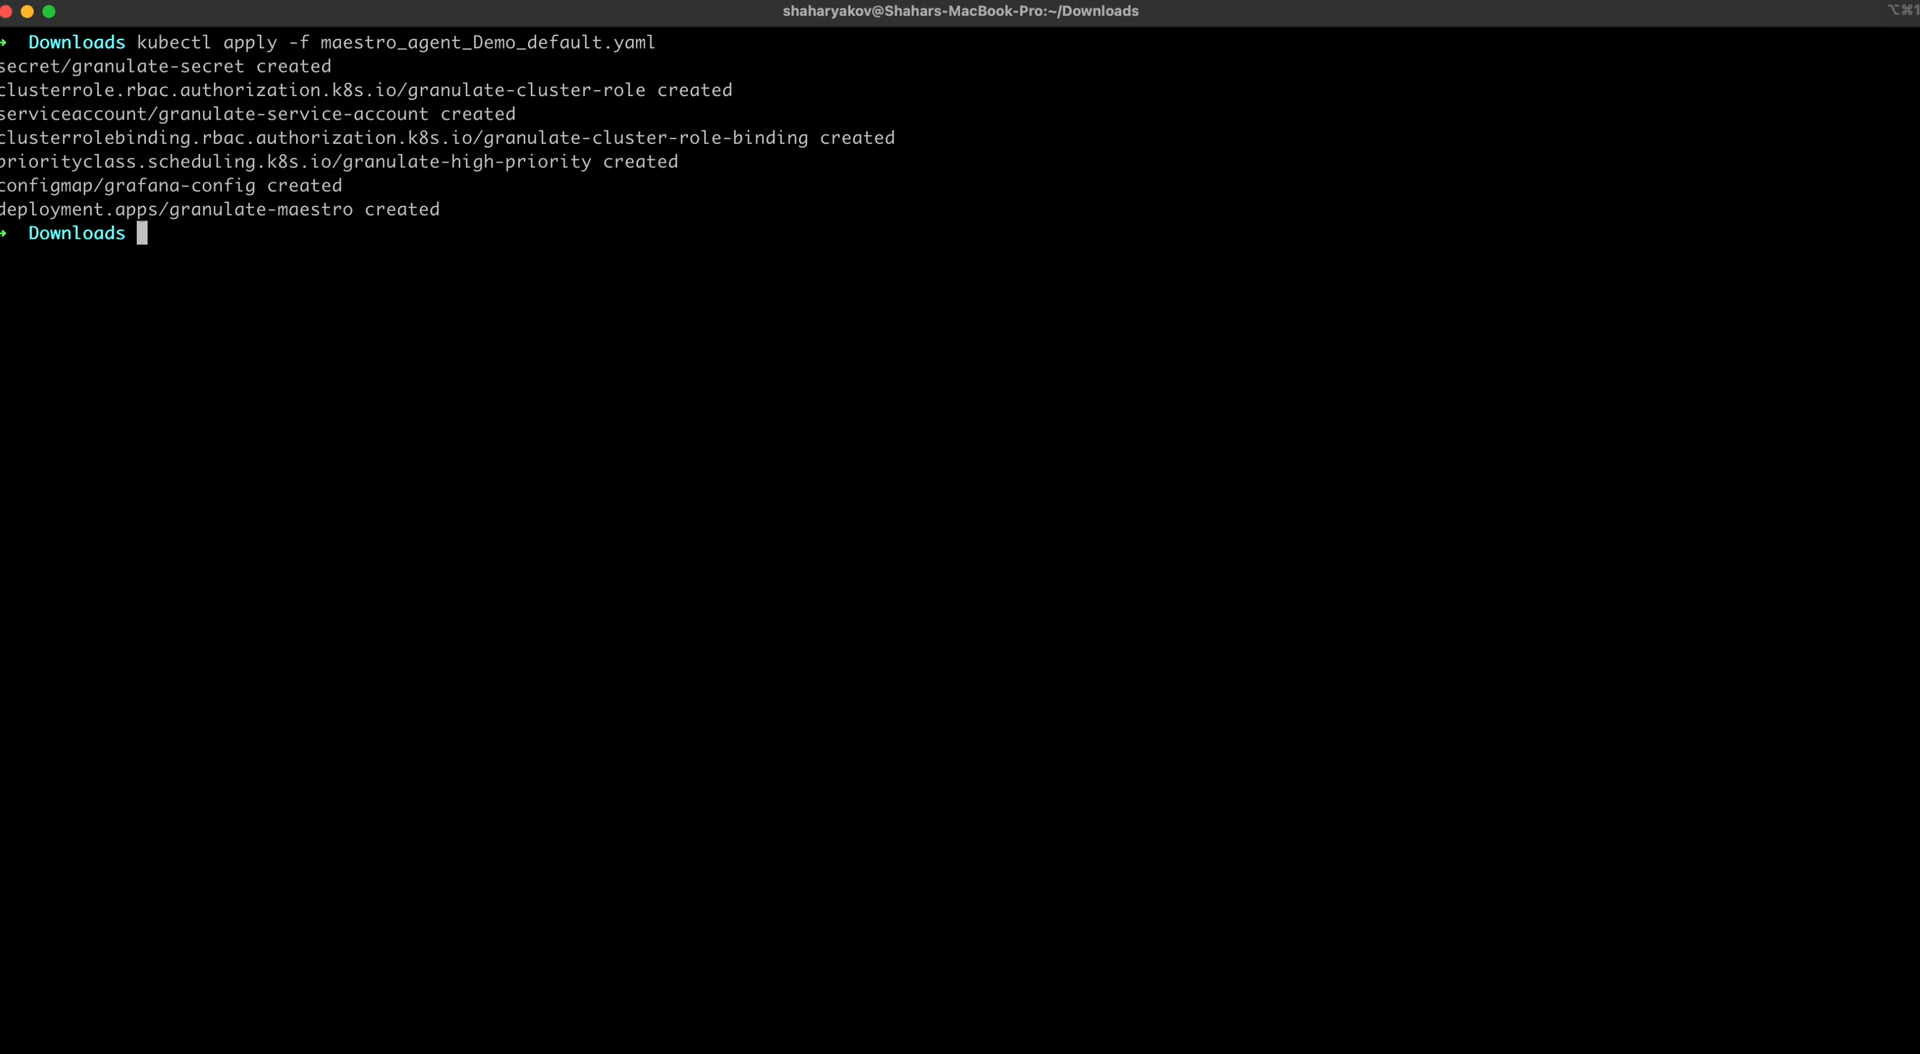 shaharyakov@Shahars-MacBook-Pro:~/Downloads ⌥⌘1
➜ Downloads kubectl apply -f maestro_agent_Demo_default.yaml
secret/granulate-secret created
clusterrole.rbac.authorization.k8s.io/granulate-cluster-role created
serviceaccount/granulate-service-account created
clusterrolebinding.rbac.authorization.k8s.io/granulate-cluster-role-binding created
priorityclass.scheduling.k8s.io/granulate-high-priority created
configmap/grafana-config created
deployment.apps/granulate-maestro created
➜ Downloads